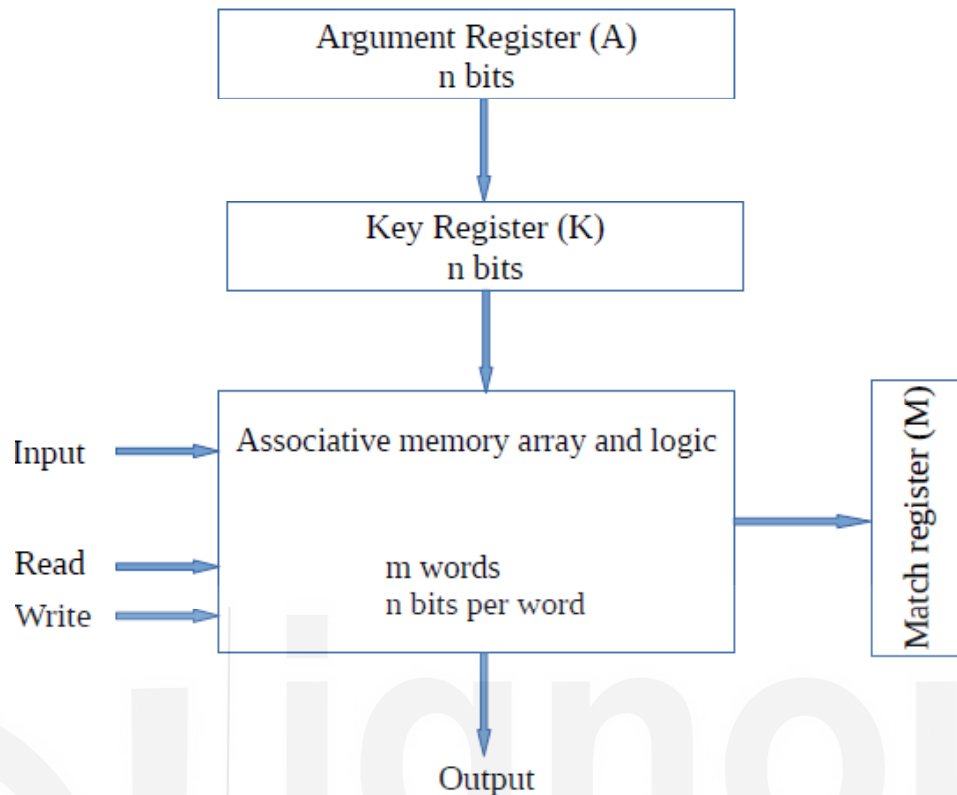 Argument Register (A)
n bits
Key Register (K)
n bits
Associative memory array and logic
Input
Read
Write
m words
n bits per word
Match register (M)
Output
ignou